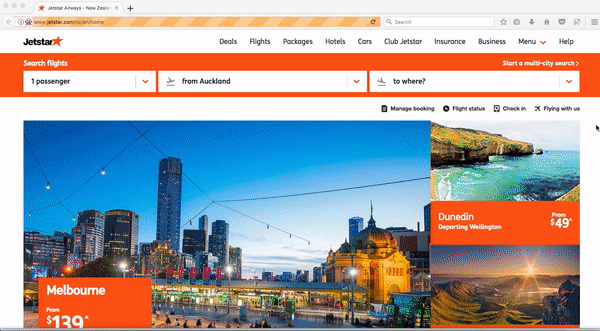 Jetstar Airways - New Zeala
www.jetstar.com/nz/en/home
Search
Jetstar
Deals Flights Packages Hotels Cars Club Jetstar Insurance Business Menu Help
Search flights
Start a multi-city search >
1 passenger
from Auckland
to where?
Manage booking Flight status Check in Flying with us
Melbourne
From
$139^
Dunedin
Departing Wellington
From
$49^